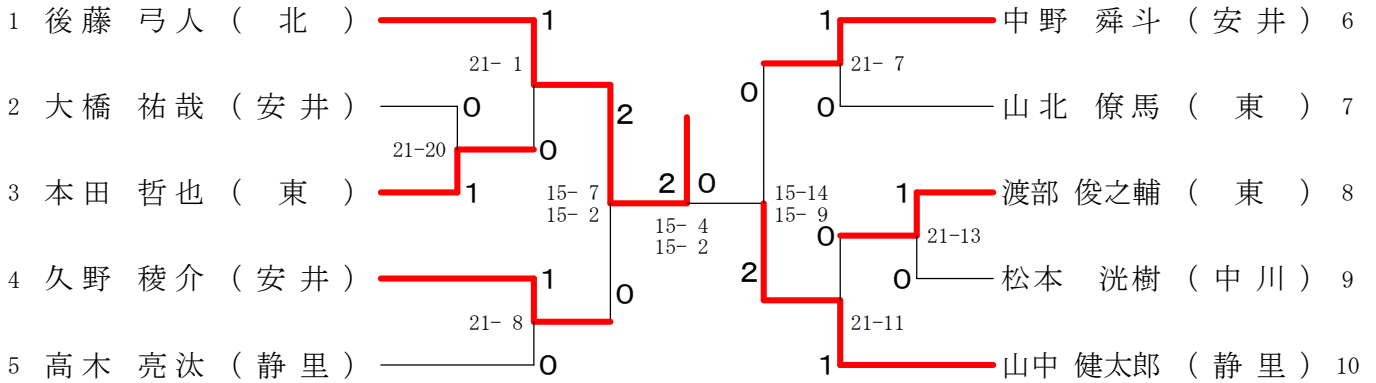 1 後藤 弓人 ( 北 ) 1 1 中野 舜斗 ( 安井 ) 6
21- 1 21- 7
2 大橋 祐哉 ( 安井 ) 0 2 0 0 山北 僚馬 ( 東 ) 7
21-20 0
3 本田 哲也 ( 東 ) 1 15- 7 2 0 15-14 1 渡部 俊之輔 ( 東 ) 8
15- 2 15- 4 15- 9
15- 2 0 21-13
4 久野 稜介 ( 安井 ) 1 0 2 0 松本 洸樹 ( 中川 ) 9
21- 8 21-11
5 高木 亮汰 ( 静里 ) 0 1 山中 健太郎 ( 静里 ) 10